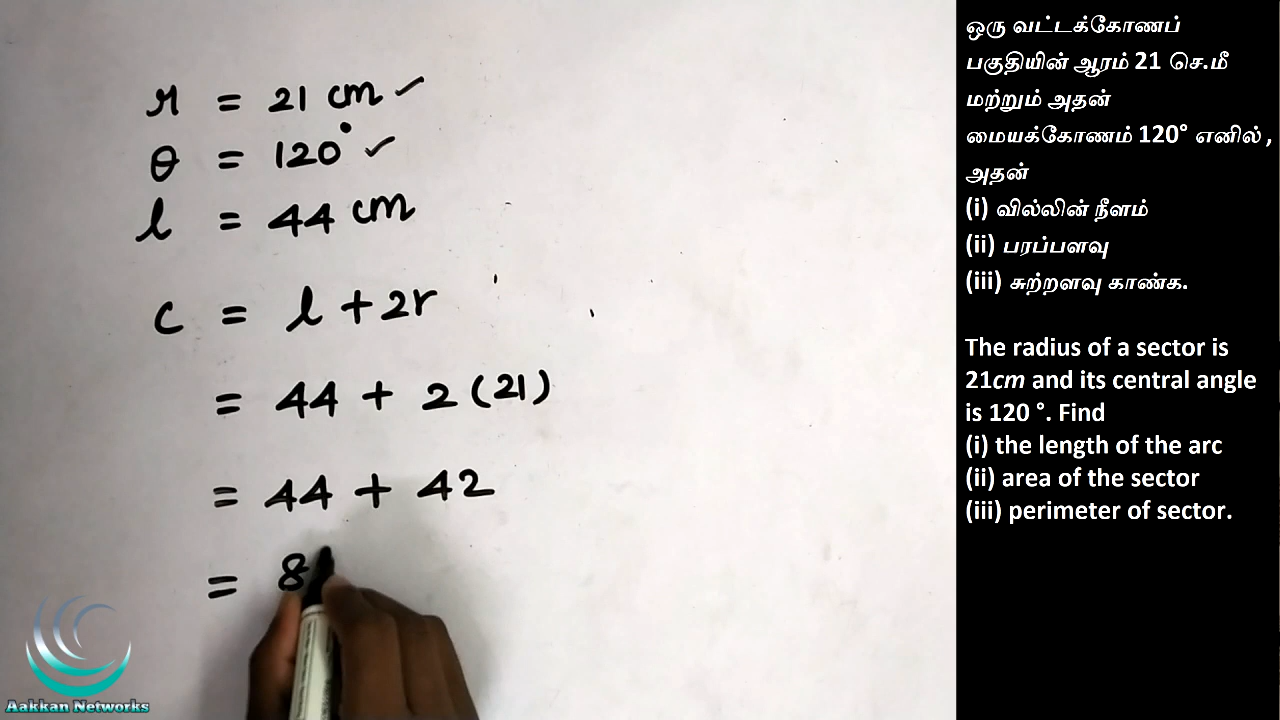 r = 21 cm ✓
θ = 120° ✓
l = 44 cm
C = l + 2r
= 44 + 2 (21)
= 44 + 42
= 8
Aakkan Networks
ஒரு வட்டக்கோணப்
பகுதியின் ஆரம் 21 செ.மீ
மற்றும் அதன்
மையக்கோணம் 120° எனில் ,
அதன்
(i) வில்லின் நீளம்
(ii) பரப்பளவு
(iii) சுற்றளவு காண்க.
The radius of a sector is
21cm and its central angle
is 120 °. Find
(i) the length of the arc
(ii) area of the sector
(iii) perimeter of sector.